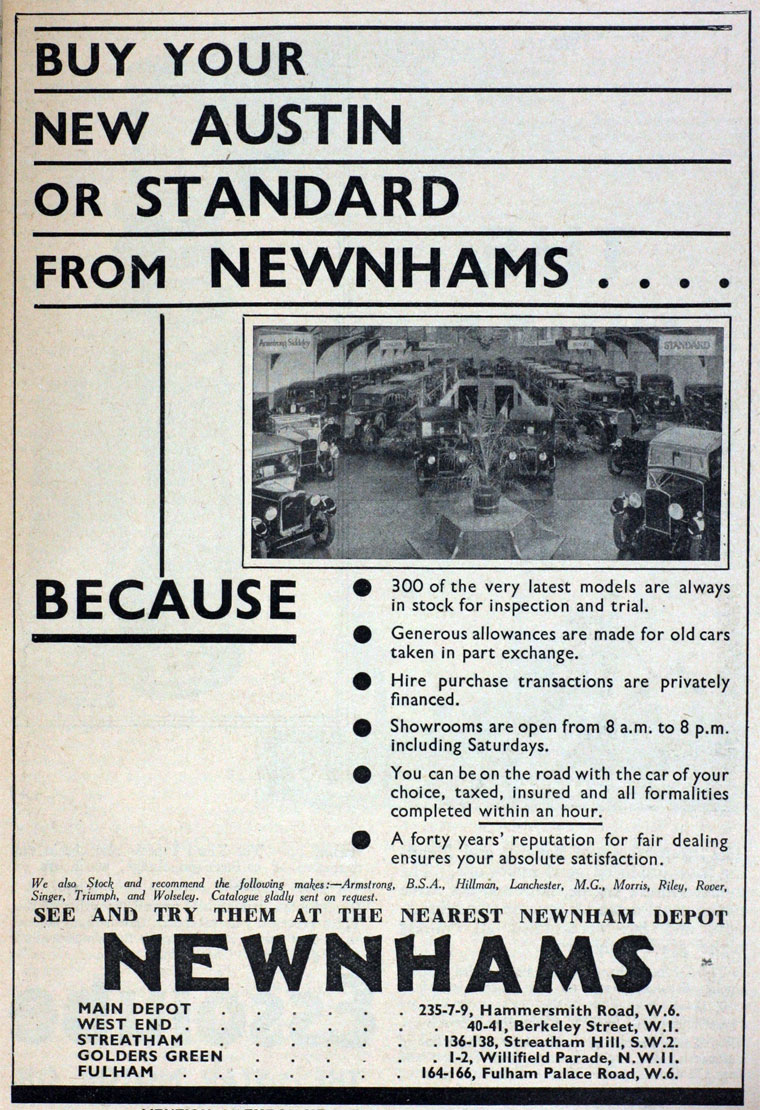 BUY YOUR
NEW AUSTIN
OR STANDARD
FROM NEWNHAMS . . . .
Armstrong Siddeley
STANDARD
BECAUSE
● 300 of the very latest models are always
in stock for inspection and trial.
● Generous allowances are made for old cars
taken in part exchange.
● Hire purchase transactions are privately
financed.
● Showrooms are open from 8 a.m. to 8 p.m.
including Saturdays.
● You can be on the road with the car of your
choice, taxed, insured and all formalities
completed within an hour.
● A forty years' reputation for fair dealing
ensures your absolute satisfaction.
We also Stock and recommend the following makes:—Armstrong, B.S.A., Hillman, Lanchester, M.G., Morris, Riley, Rover,
Singer, Triumph, and Wolseley. Catalogue gladly sent on request.
SEE AND TRY THEM AT THE NEAREST NEWNHAM DEPOT
NEWNHAMS
MAIN DEPOT . . . . . . 235-7-9, Hammersmith Road, W.6.
WEST END . . . . . . . 40-41, Berkeley Street, W.1.
STREATHAM . . . . . . 136-138, Streatham Hill, S.W.2.
GOLDERS GREEN . . . . . 1-2, Willifield Parade, N.W.11.
FULHAM . . . . . . 164-166, Fulham Palace Road, W.6.